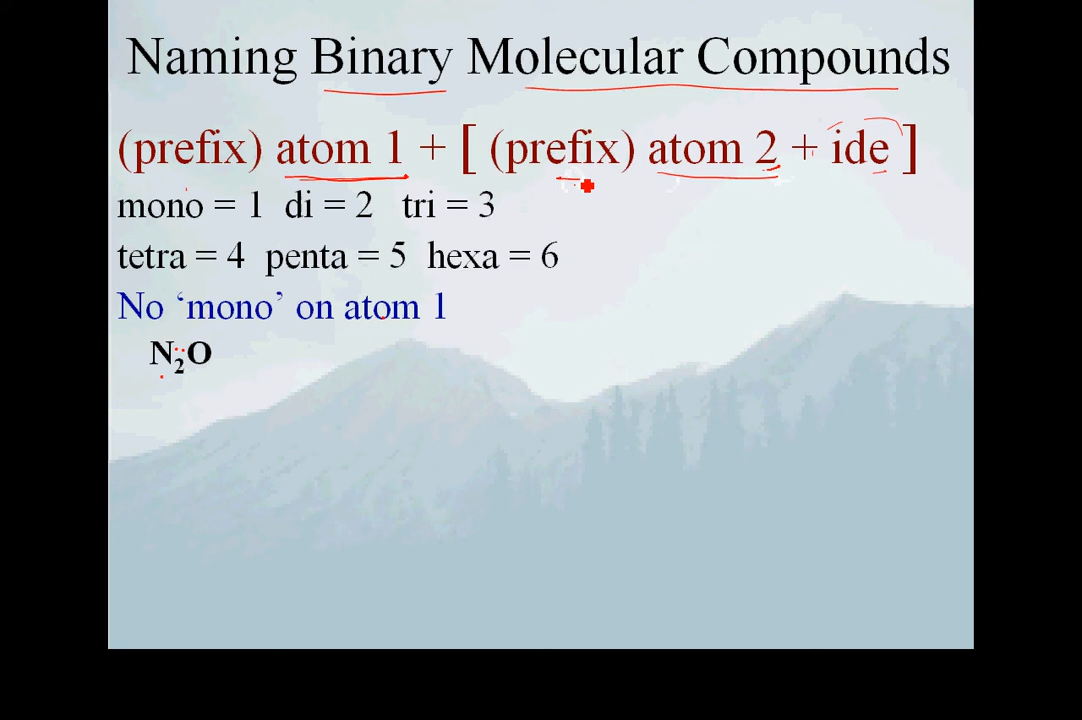 Naming Binary Molecular Compounds
(prefix) atom 1 + [ (prefix) atom 2 + ide ]
mono = 1 di = 2 tri = 3
tetra = 4 penta = 5 hexa = 6
No ‘mono’ on atom 1
N₂O